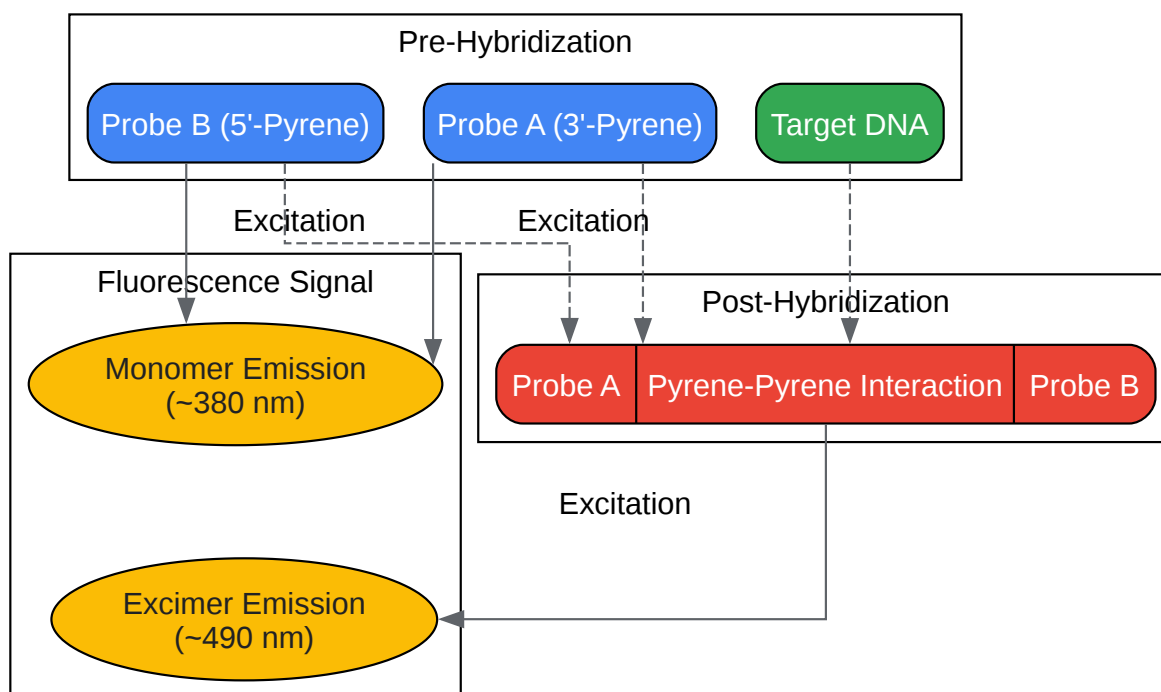 Pre-Hybridization
Probe B (5'-Pyrene)
Probe A (3'-Pyrene)
Target DNA
Excitation
Excitation
Fluorescence Signal
Monomer Emission
(~380 nm)
Post-Hybridization
Probe A
Pyrene-Pyrene Interaction
Probe B
Excitation
Excimer Emission
(~490 nm)